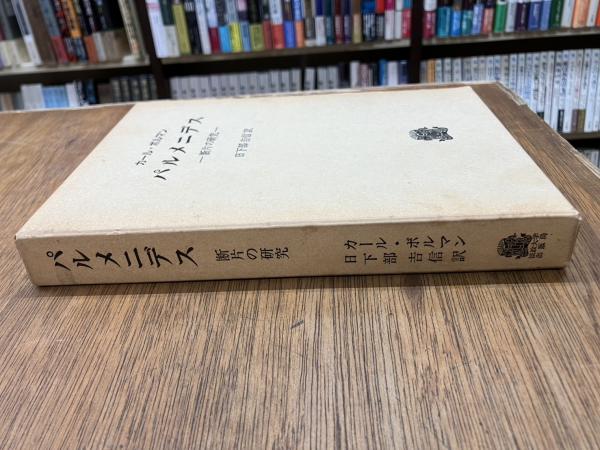 カール・ボルマン
パルメニデス
―断片の研究―
日下部 吉信 訳
パルメニデス
断片の研究
カール・ボルマン
日下部吉信訳